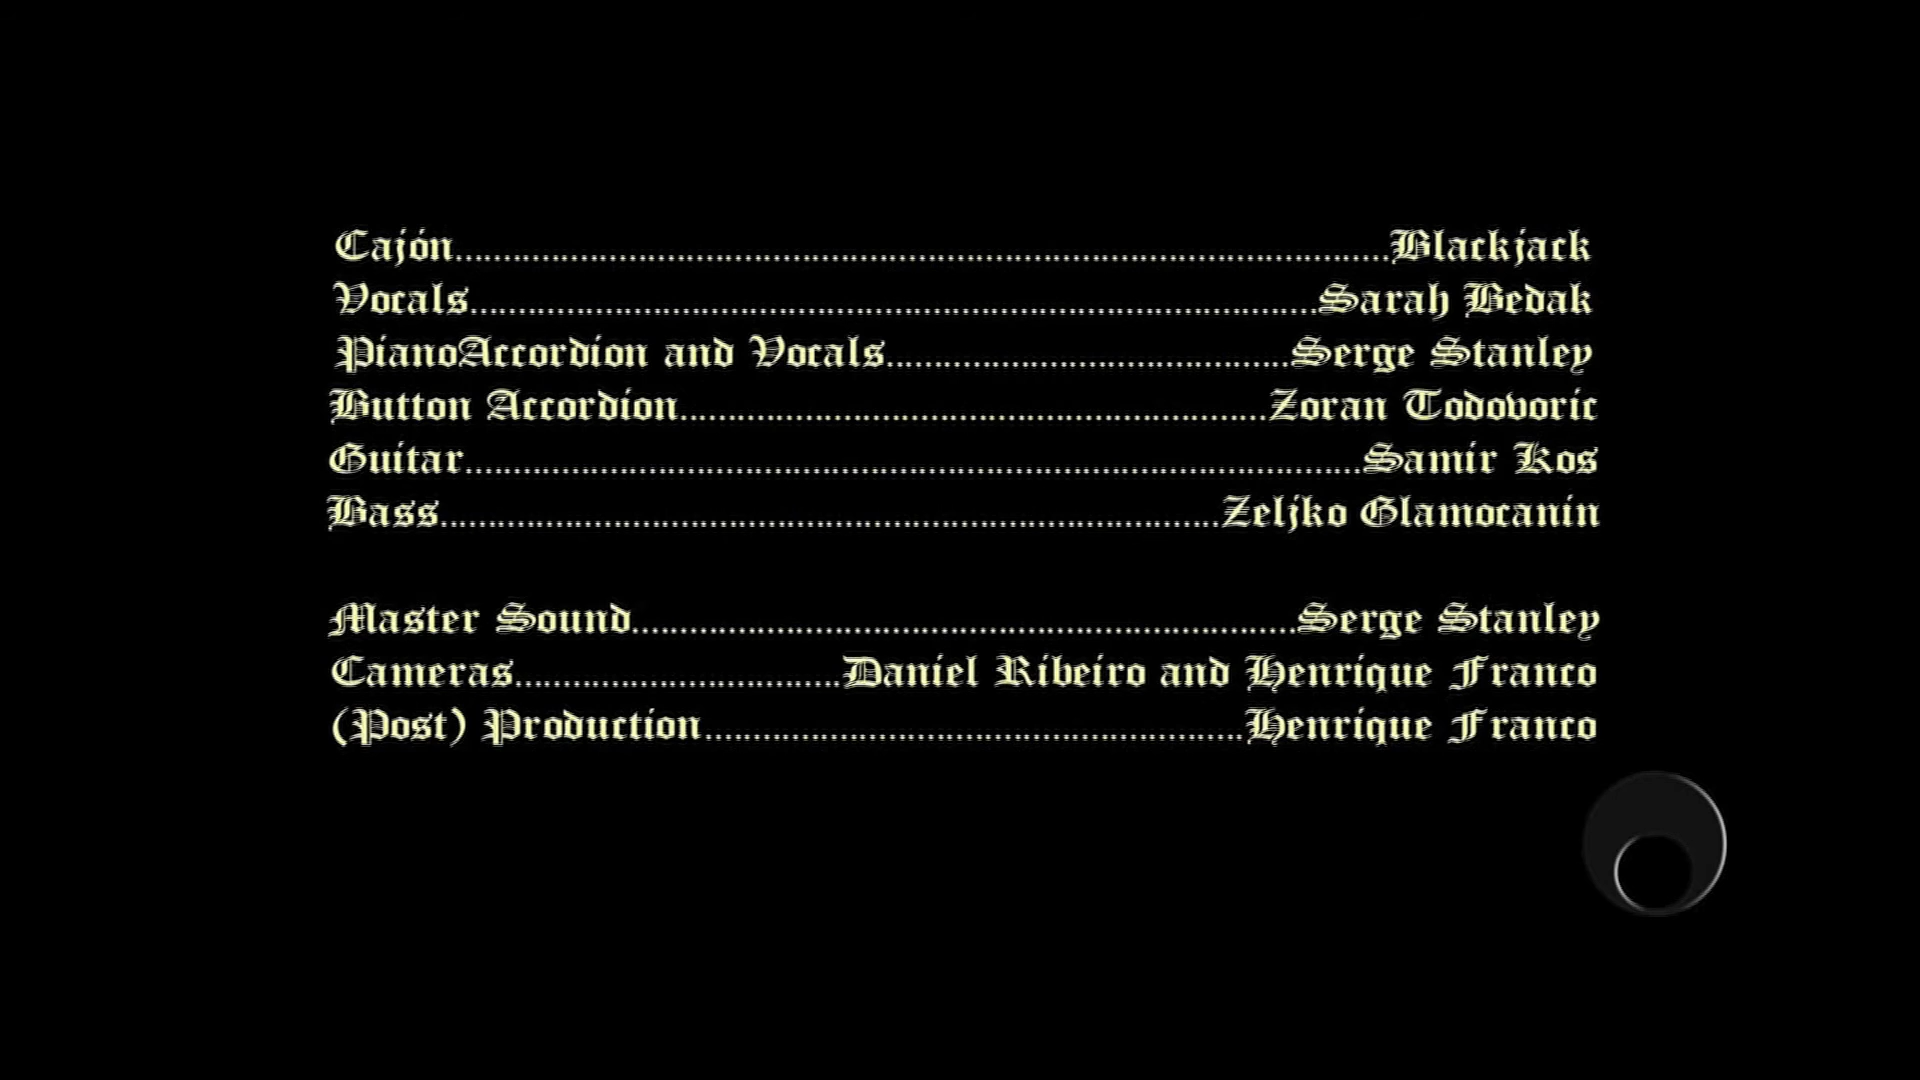 Cajón..........................................................................................Blackjack
Vocals..................................................................................Sarah Bedak
PianoAccordion and Vocals.......................................Serge Stanley
Button Accordion.........................................................Zoran Todovoric
Guitar.......................................................................................Samir Kos
Bass............................................................................Zeljko Glamocanin
Master Sound.................................................................Serge Stanley
Cameras................................Daniel Ribeiro and Henrique Franco
(Post) Production.....................................................Henrique Franco